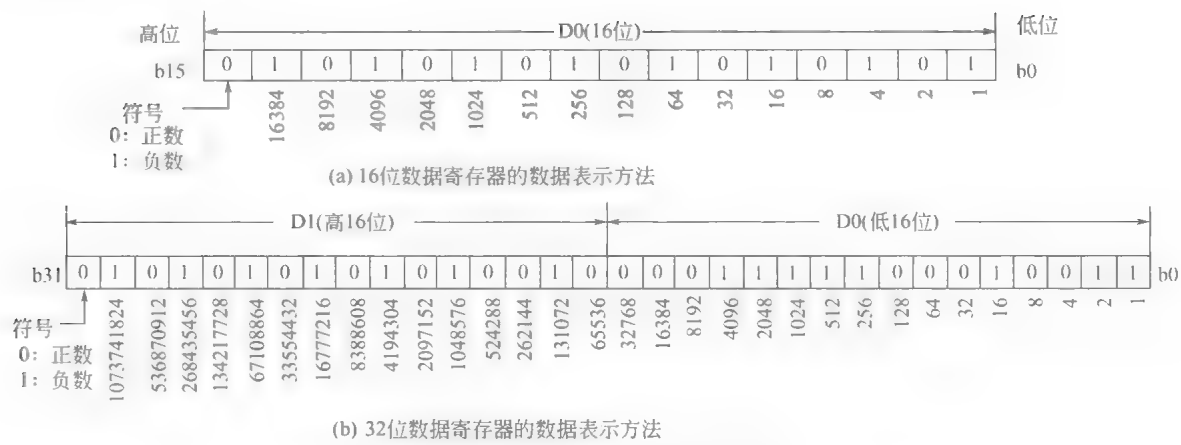 高位
D0(16位)
低位
b15 0 1 0 1 0 1 0 1 0 1 0 1 0 1 0 1 b0
16384 8192 4096 2048 1024 512 256 128 64 32 16 8 4 2 1
符号
0: 正数
1: 负数
(a) 16位数据寄存器的数据表示方法
D1(高16位)
D0(低16位)
b31 0 1 0 1 0 1 0 1 0 1 0 1 0 0 1 0 0 0 0 1 1 1 1 1 0 0 0 1 0 0 1 1 b0
1073741824 536870912 268435456 134217728 67108864 33554432 16777216 8388608 4194304 2097152 1048576 524288 262144 131072 65536 32768 16384 8192 4096 2048 1024 512 256 128 64 32 16 8 4 2 1
符号
0: 正数
1: 负数
(b) 32位数据寄存器的数据表示方法